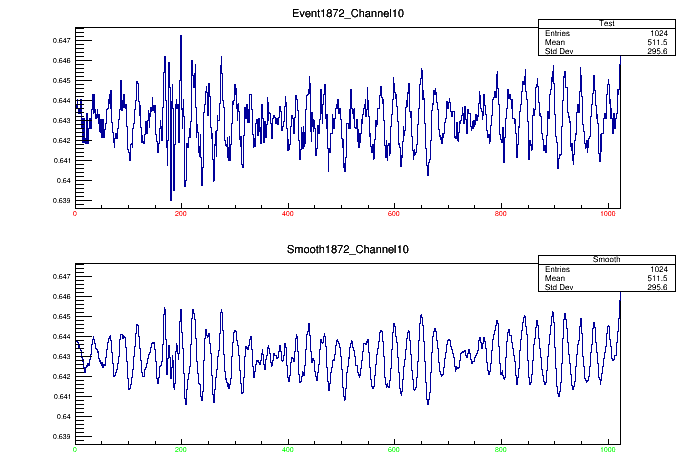 Event1872_Channel10
Test
Entries 1024
Mean 511.5
Std Dev 295.6
0.647
0.646
0.645
0.644
0.643
0.642
0.641
0.64
0.639
0 200 400 600 800 1000
Smooth1872_Channel10
Smooth
Entries 1024
Mean 511.5
Std Dev 295.6
0.647
0.646
0.645
0.644
0.643
0.642
0.641
0.64
0.639
0 200 400 600 800 1000